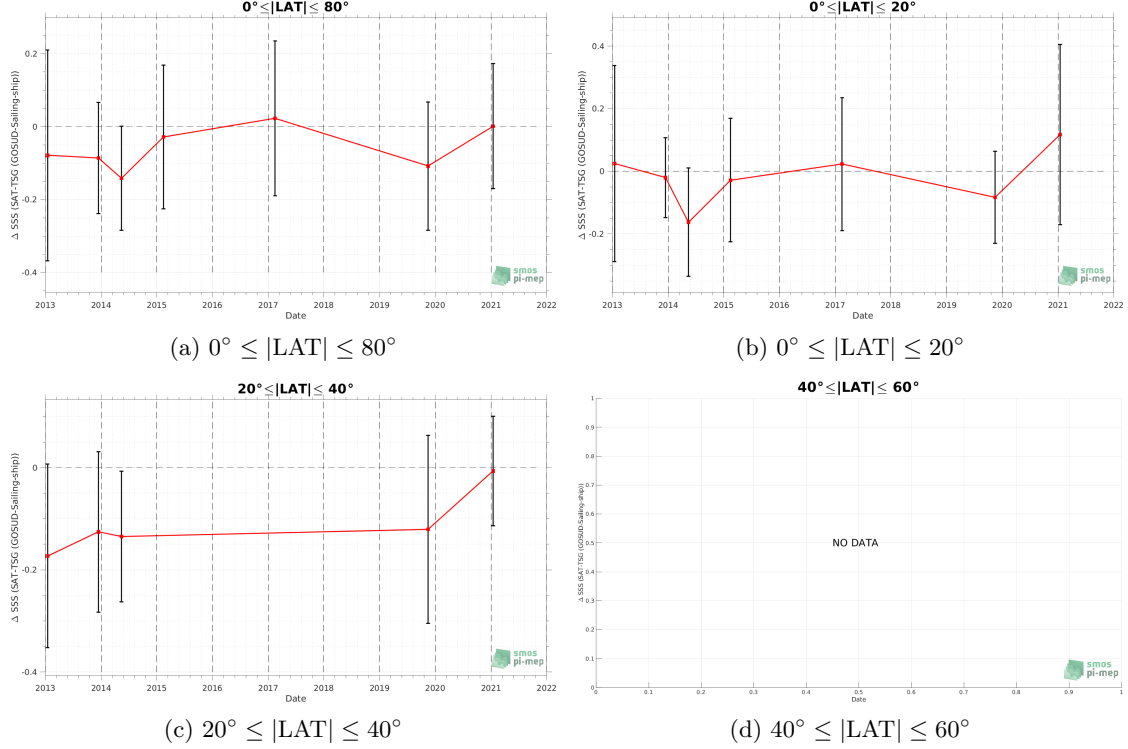 0°≤|LAT|≤ 80°
Δ SSS (SAT-TSG (GOSUD-Sailing-ship))
0.2
0
-0.2
-0.4
2013 2014 2015 2016 2017 2018 2019 2020 2021 2022
Date
smos
pi-mep
(a) 0° ≤ |LAT| ≤ 80°
0°≤|LAT|≤ 20°
Δ SSS (SAT-TSG (GOSUD-Sailing-ship))
0.4
0.2
0
-0.2
2013 2014 2015 2016 2017 2018 2019 2020 2021 2022
Date
smos
pi-mep
(b) 0° ≤ |LAT| ≤ 20°
20°≤|LAT|≤ 40°
Δ SSS (SAT-TSG (GOSUD-Sailing-ship))
0
-0.2
-0.4
2013 2014 2015 2016 2017 2018 2019 2020 2021 2022
Date
smos
pi-mep
(c) 20° ≤ |LAT| ≤ 40°
40°≤|LAT|≤ 60°
Δ SSS (SAT-TSG (GOSUD-Sailing-ship))
1
0.9
0.8
0.7
0.6
0.5
0.4
0.3
0.2
0.1
0
NO DATA
0 0.1 0.2 0.3 0.4 0.5 0.6 0.7 0.8 0.9 1
Date
smos
pi-mep
(d) 40° ≤ |LAT| ≤ 60°